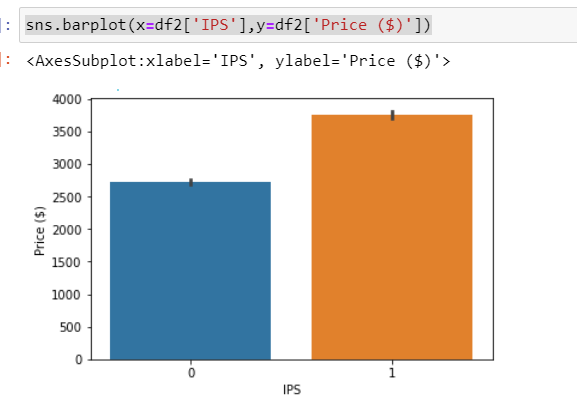 ]: sns.barplot(x=df2['IPS'],y=df2['Price ($)'])
]: <AxesSubplot:xlabel='IPS', ylabel='Price ($)'>
4000
3500
3000
2500
2000
1500
1000
500
0
Price ($)
0 1
IPS